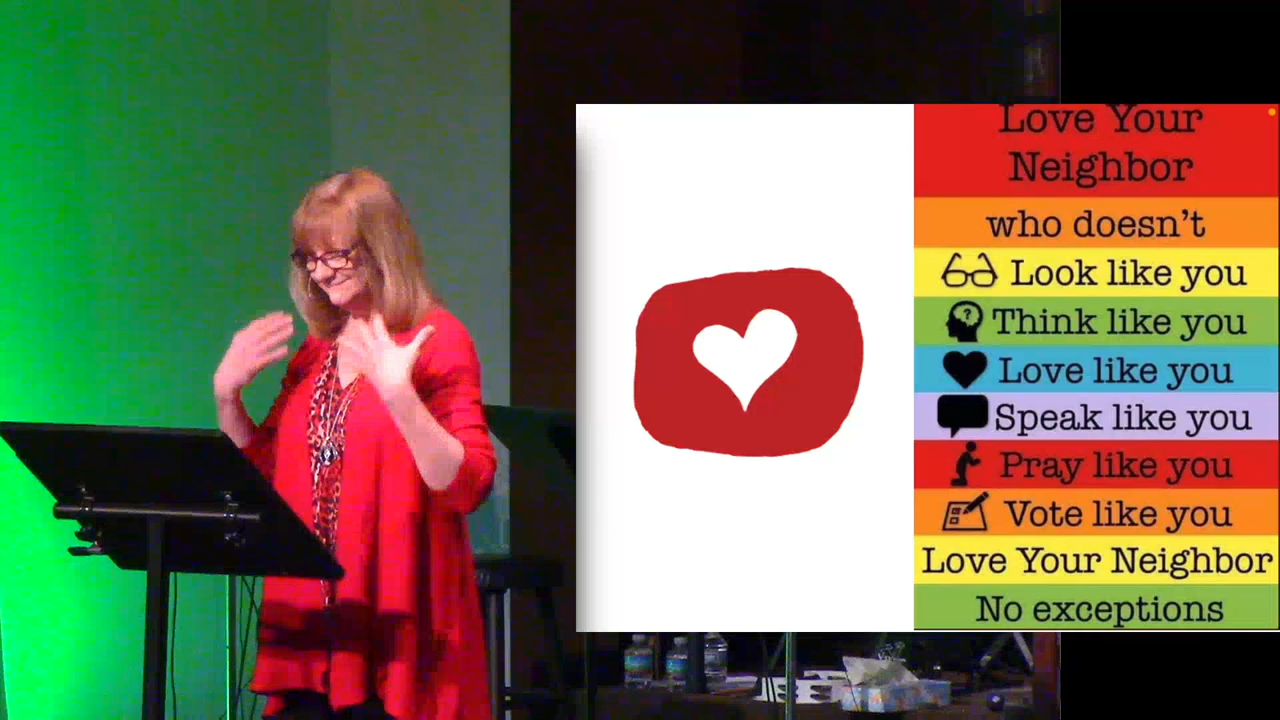 Love Your
Neighbor
who doesn't
Look like you
Think like you
Love like you
Speak like you
Pray like you
Vote like you
Love Your Neighbor
No exceptions